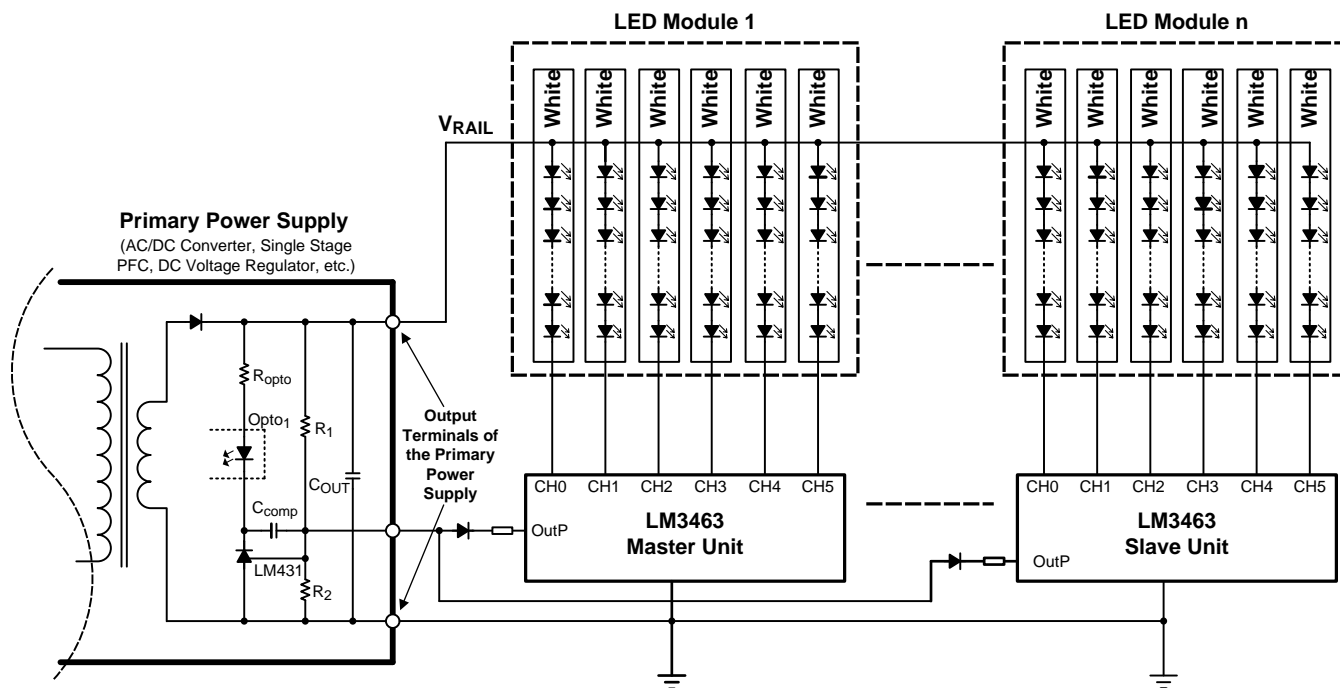 LED Module 1
LED Module n
White White White White White White
White White White White White White
VRAIL
Primary Power Supply
(AC/DC Converter, Single Stage
PFC, DC Voltage Regulator, etc.)
Ropto
Opto1
R1
COUT
Ccomp
LM431
R2
Output
Terminals of
the Primary
Power
Supply
CH0 CH1 CH2 CH3 CH4 CH5
OutP
LM3463
Master Unit
CH0 CH1 CH2 CH3 CH4 CH5
OutP
LM3463
Slave Unit